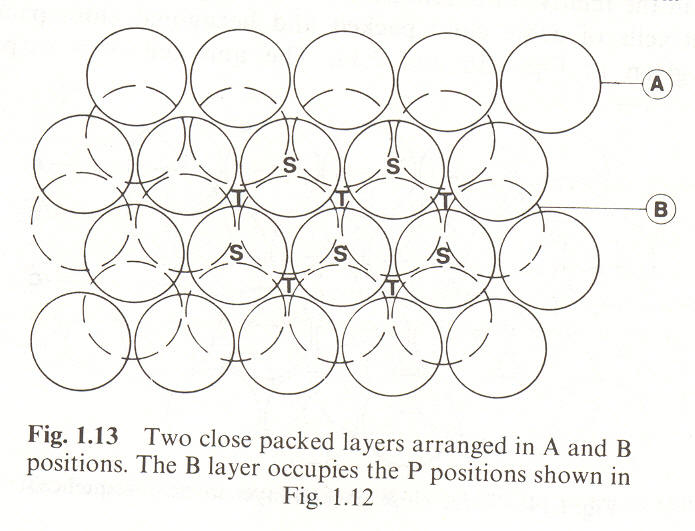 A
S S
T T T
B
S S S
T T
Fig. 1.13 Two close packed layers arranged in A and B
positions. The B layer occupies the P positions shown in
Fig. 1.12